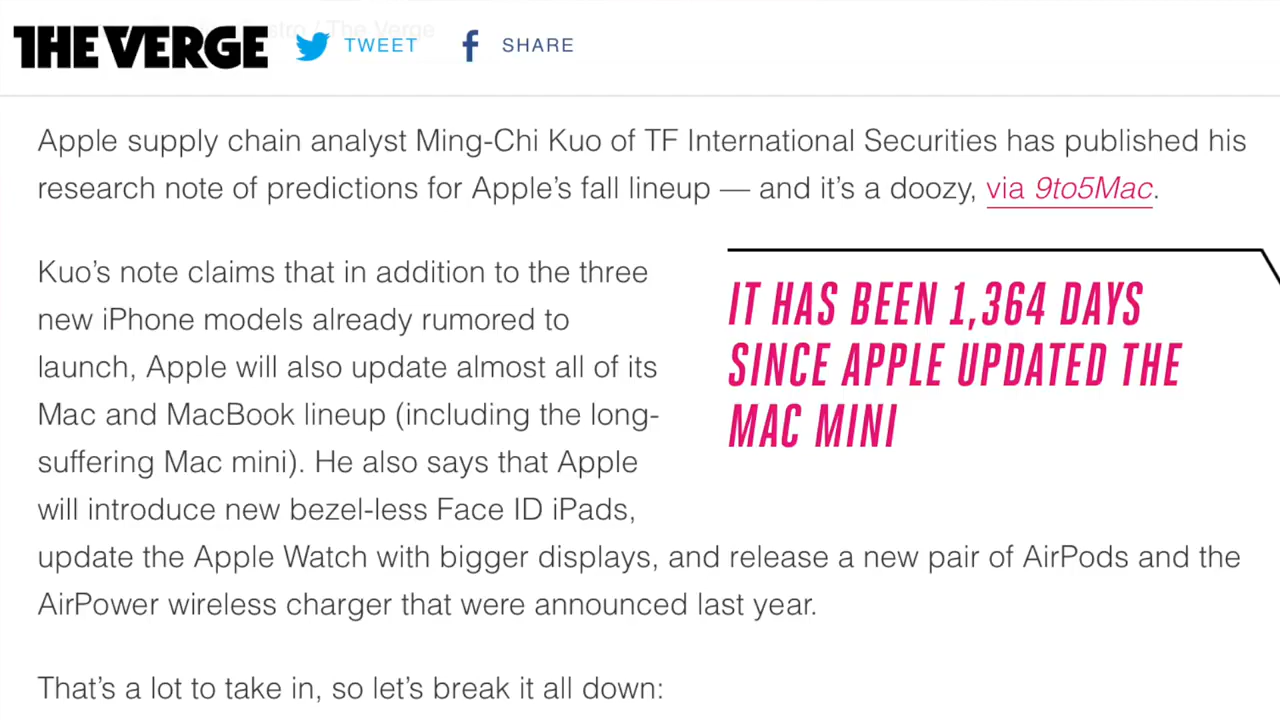 THE VERGE TWEET SHARE
Apple supply chain analyst Ming-Chi Kuo of TF International Securities has published his
research note of predictions for Apple's fall lineup — and it's a doozy, via 9to5Mac.
Kuo's note claims that in addition to the three
new iPhone models already rumored to
launch, Apple will also update almost all of its
Mac and MacBook lineup (including the long-
suffering Mac mini). He also says that Apple
will introduce new bezel-less Face ID iPads,
update the Apple Watch with bigger displays, and release a new pair of AirPods and the
AirPower wireless charger that were announced last year.
IT HAS BEEN 1,364 DAYS
SINCE APPLE UPDATED THE
MAC MINI
That's a lot to take in, so let's break it all down: